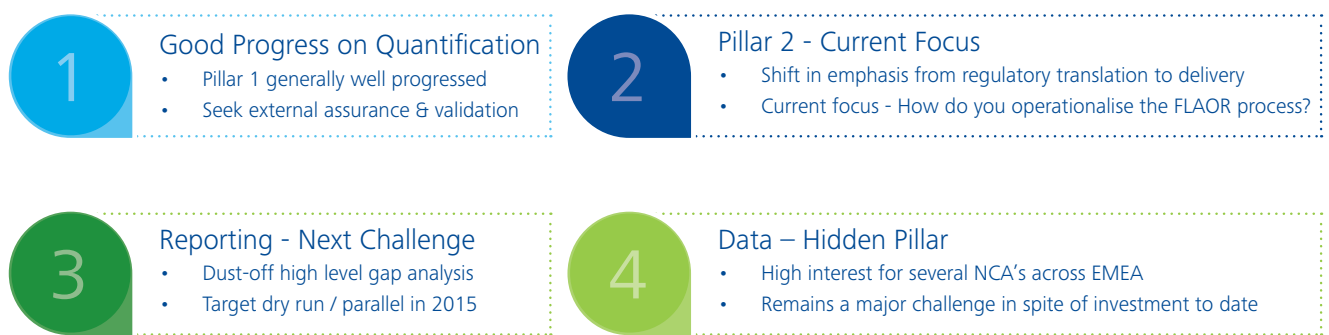 1
Good Progress on Quantification
• Pillar 1 generally well progressed
• Seek external assurance & validation
2
Pillar 2 - Current Focus
• Shift in emphasis from regulatory translation to delivery
• Current focus - How do you operationalise the FLAOR process?
3
Reporting - Next Challenge
• Dust-off high level gap analysis
• Target dry run / parallel in 2015
4
Data – Hidden Pillar
• High interest for several NCA's across EMEA
• Remains a major challenge in spite of investment to date